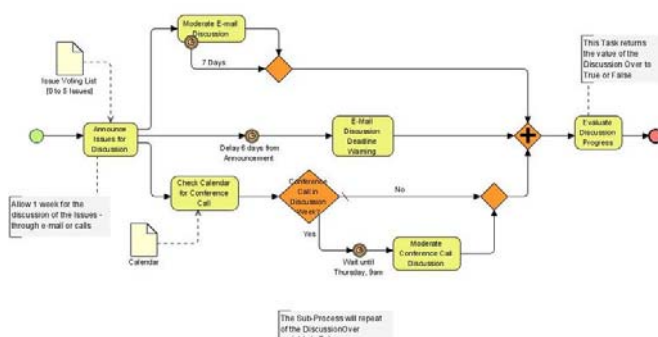 Moderate E-mail
Discussion
7 Days
This Task returns
the value of the
Discussion Over to
True or False
Issue Voting List
[0 to 5 Issues]
Announce
Issues for
Discussion
Delay 6 days from
Announcement
E-Mail
Discussion
Deadline
Warning
Evaluate
Discussion
Progress
Allow 1 week for the
discussion of the Issues -
through e-mail or calls
Check Calendar
for Conference
Call
Conference
Call in Discussion
Week?
No
Yes
Calendar
Wait until
Thursday, 9am
Moderate
Conference Call
Discussion
The Sub-Process will repeat
of the DiscussionOver